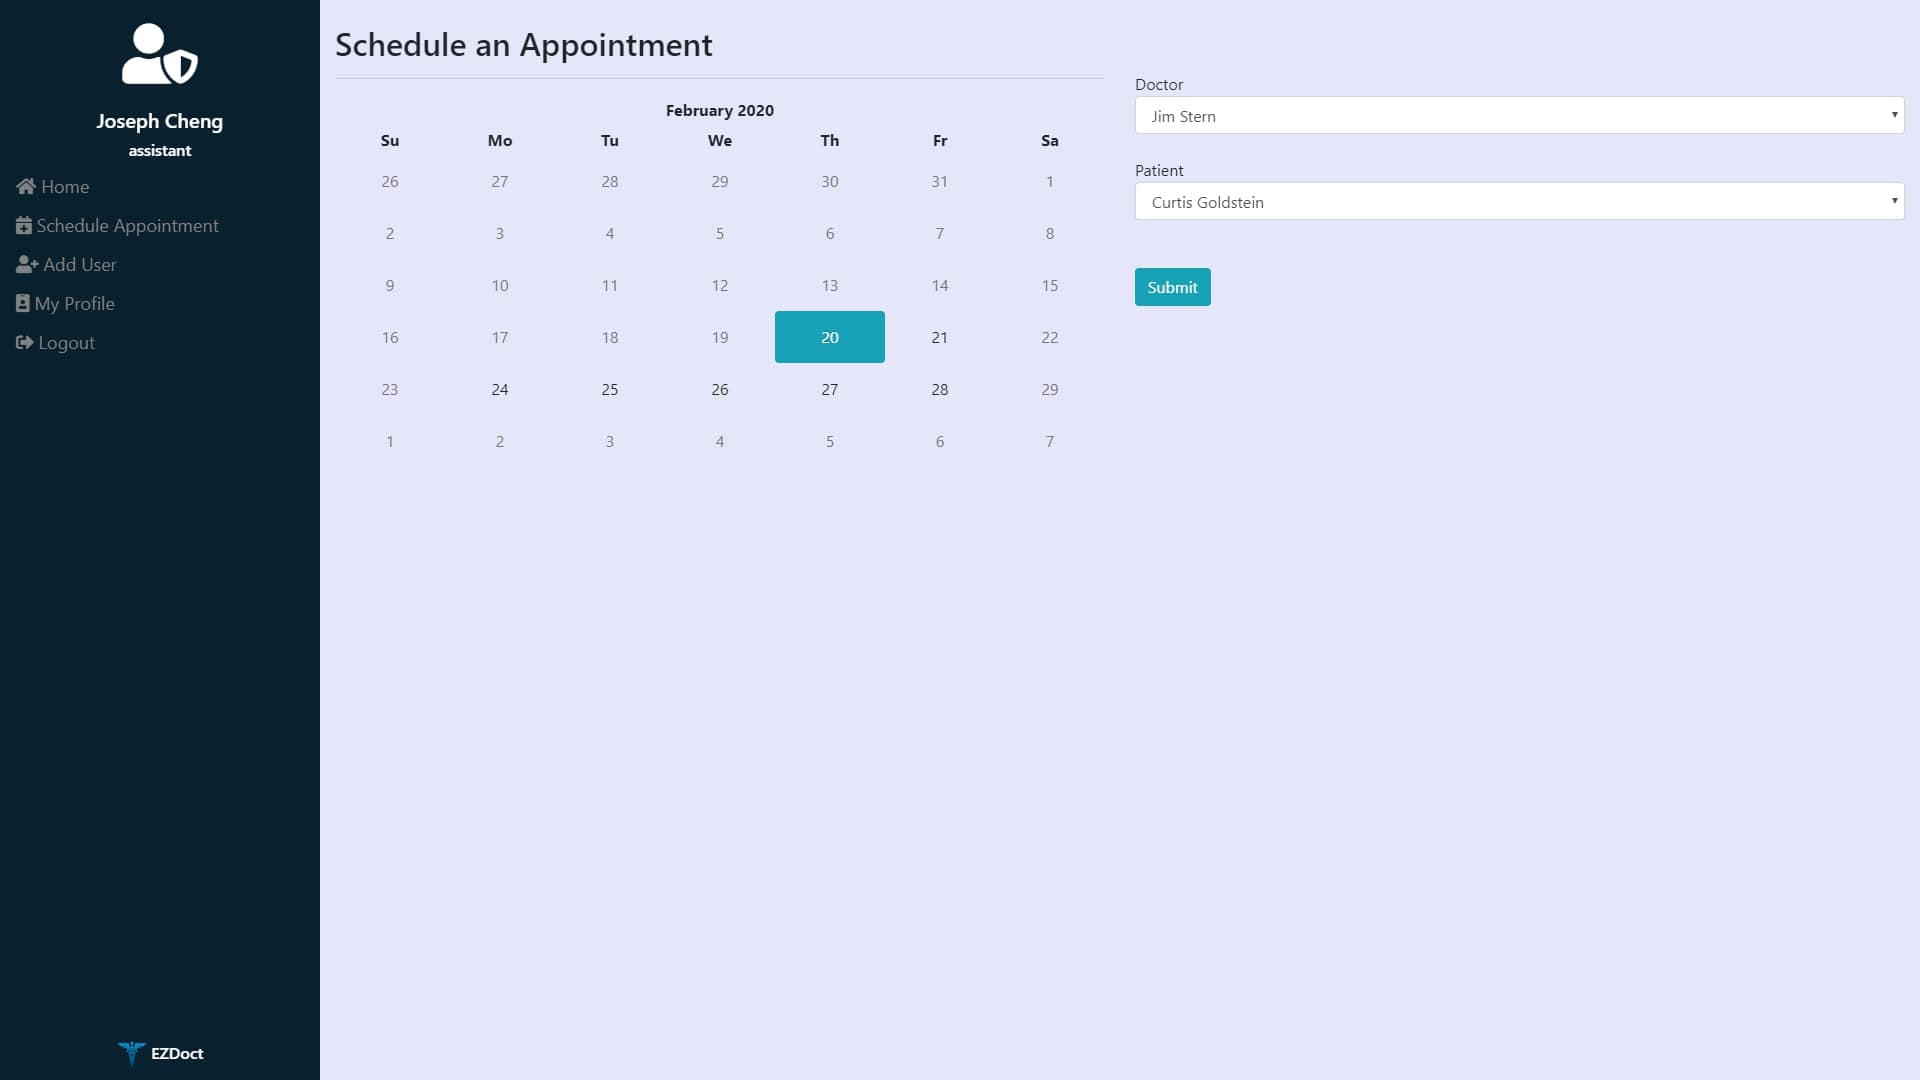 Joseph Cheng
assistant
Home
Schedule Appointment
Add User
My Profile
Logout
EZDoct
Schedule an Appointment
February 2020
Su Mo Tu We Th Fr Sa
26 27 28 29 30 31 1
2 3 4 5 6 7 8
9 10 11 12 13 14 15
16 17 18 19 20 21 22
23 24 25 26 27 28 29
1 2 3 4 5 6 7
Doctor
Jim Stern
Patient
Curtis Goldstein
Submit